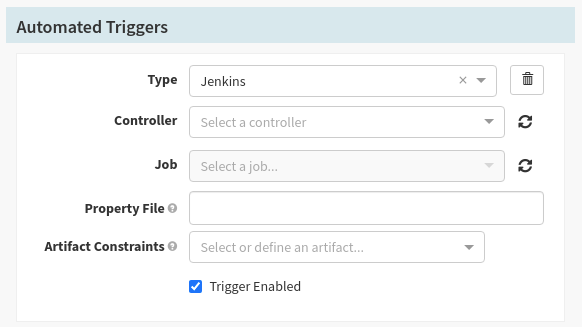 Automated Triggers
Type Jenkins
Controller Select a controller
Job Select a job...
Property File
Artifact Constraints Select or define an artifact...
Trigger Enabled